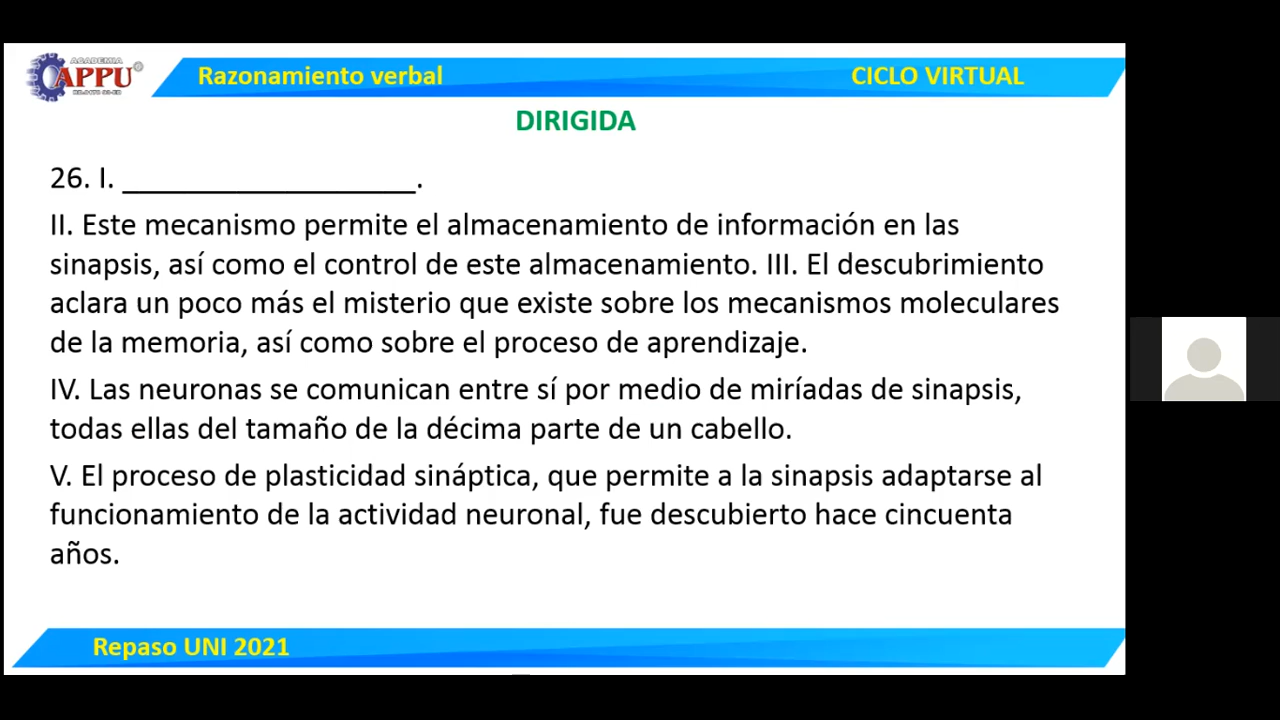 ACADEMIA
APPU
Razonamiento verbal
CICLO VIRTUAL
DIRIGIDA
26. I. __________________.
II. Este mecanismo permite el almacenamiento de información en las
sinapsis, así como el control de este almacenamiento. III. El descubrimiento
aclara un poco más el misterio que existe sobre los mecanismos moleculares
de la memoria, así como sobre el proceso de aprendizaje.
IV. Las neuronas se comunican entre sí por medio de miríadas de sinapsis,
todas ellas del tamaño de la décima parte de un cabello.
V. El proceso de plasticidad sináptica, que permite a la sinapsis adaptarse al
funcionamiento de la actividad neuronal, fue descubierto hace cincuenta
años.
Repaso UNI 2021